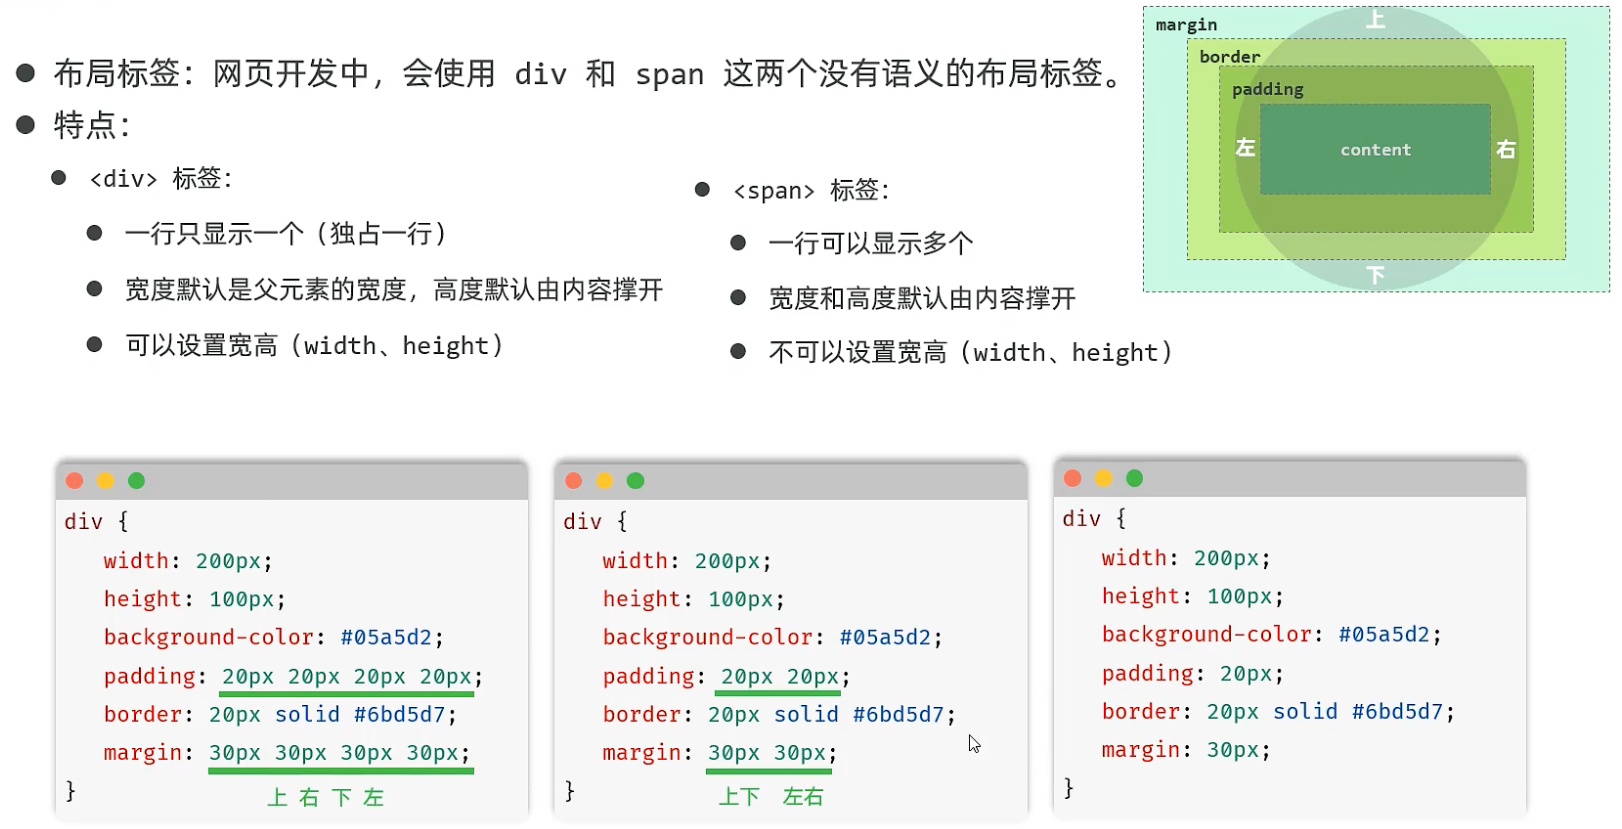 布局标签：网页开发中，会使用 div 和 span 这两个没有语义的布局标签。
特点：
<div> 标签：
一行只显示一个（独占一行）
宽度默认是父元素的宽度，高度默认由内容撑开
可以设置宽高（width、height）
<span> 标签：
一行可以显示多个
宽度和高度默认由内容撑开
不可以设置宽高（width、height）
margin
上
border
padding
左
content
右
下
div {
width: 200px;
height: 100px;
background-color: #05a5d2;
padding: 20px 20px 20px 20px;
border: 20px solid #6bd5d7;
margin: 30px 30px 30px 30px;
}
上 右 下 左
div {
width: 200px;
height: 100px;
background-color: #05a5d2;
padding: 20px 20px;
border: 20px solid #6bd5d7;
margin: 30px 30px;
}
上下 左右
div {
width: 200px;
height: 100px;
background-color: #05a5d2;
padding: 20px;
border: 20px solid #6bd5d7;
margin: 30px;
}